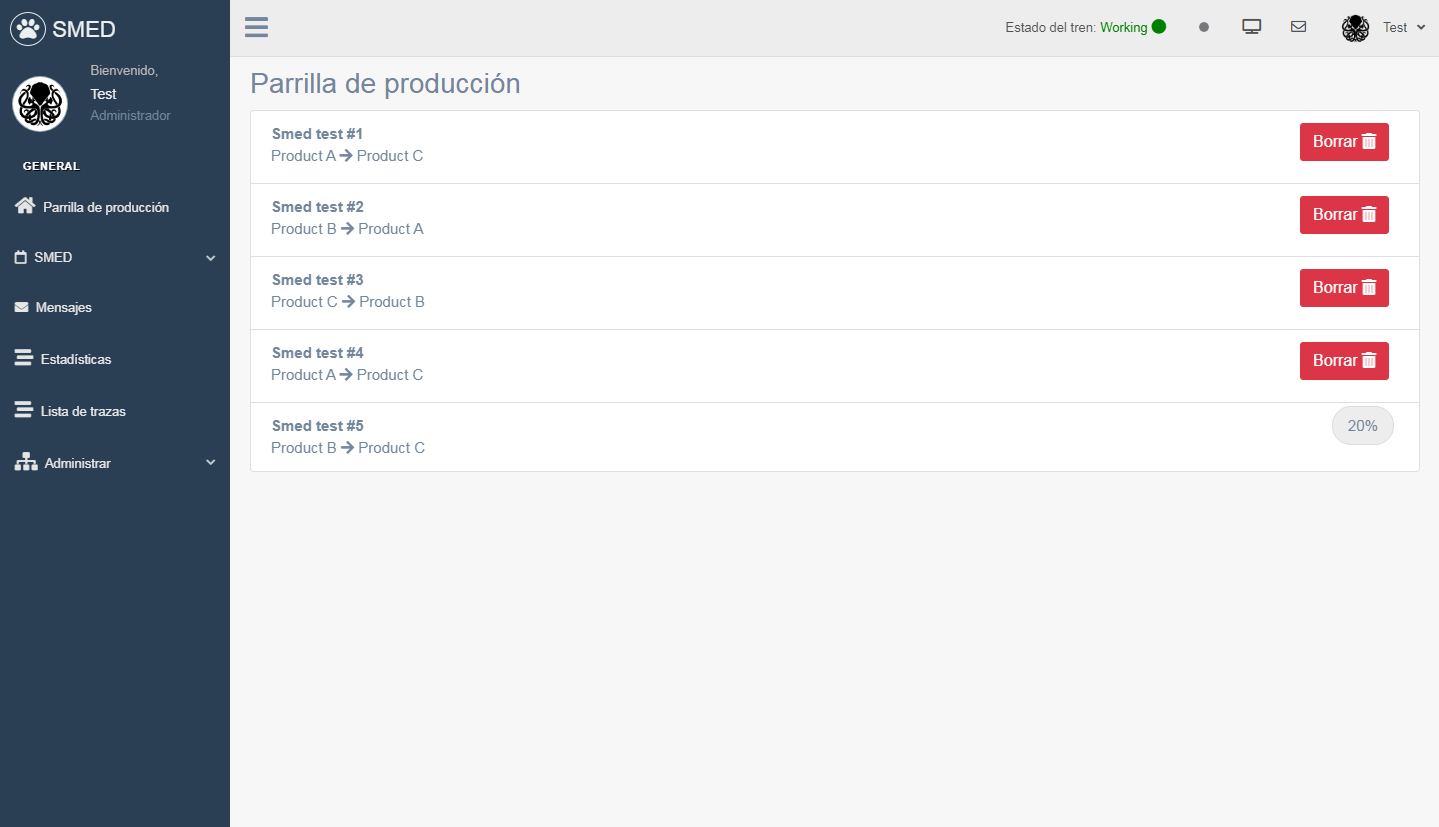 SMED
Bienvenido,
Test
Administrador
GENERAL
Parrilla de producción
SMED
Mensajes
Estadísticas
Lista de trazas
Administrar
Estado del tren: Working
Test
Parrilla de producción
Smed test #1
Product A → Product C
Borrar
Smed test #2
Product B → Product A
Borrar
Smed test #3
Product C → Product B
Borrar
Smed test #4
Product A → Product C
Borrar
Smed test #5
Product B → Product C
20%